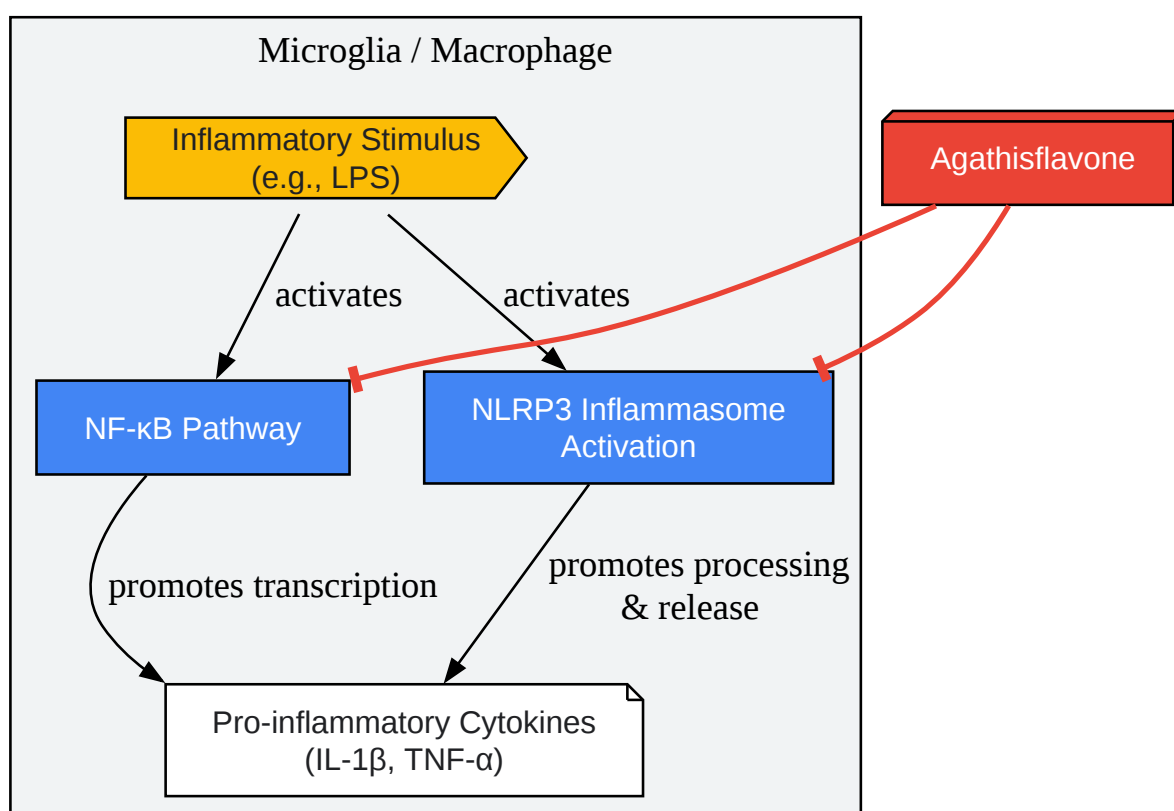 Microglia / Macrophage
Inflammatory Stimulus
(e.g., LPS)
Agathisflavone
activates
activates
NF-κB Pathway
NLRP3 Inflammasome
Activation
promotes transcription
promotes processing
& release
Pro-inflammatory Cytokines
(IL-1β, TNF-α)